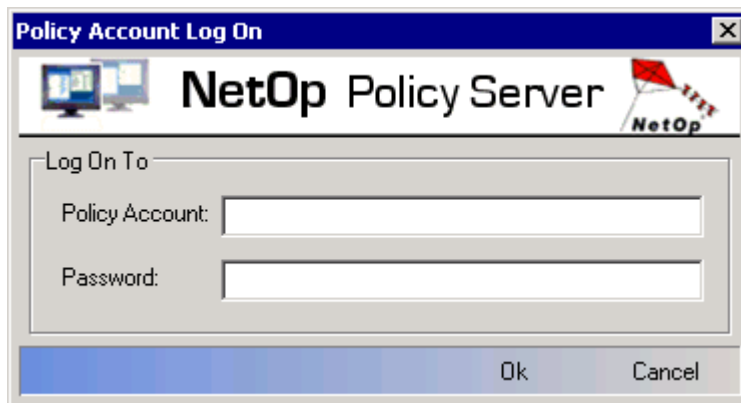 Policy Account Log On
NetOp Policy Server
NetOp
Log On To
Policy Account:
Password:
Ok Cancel